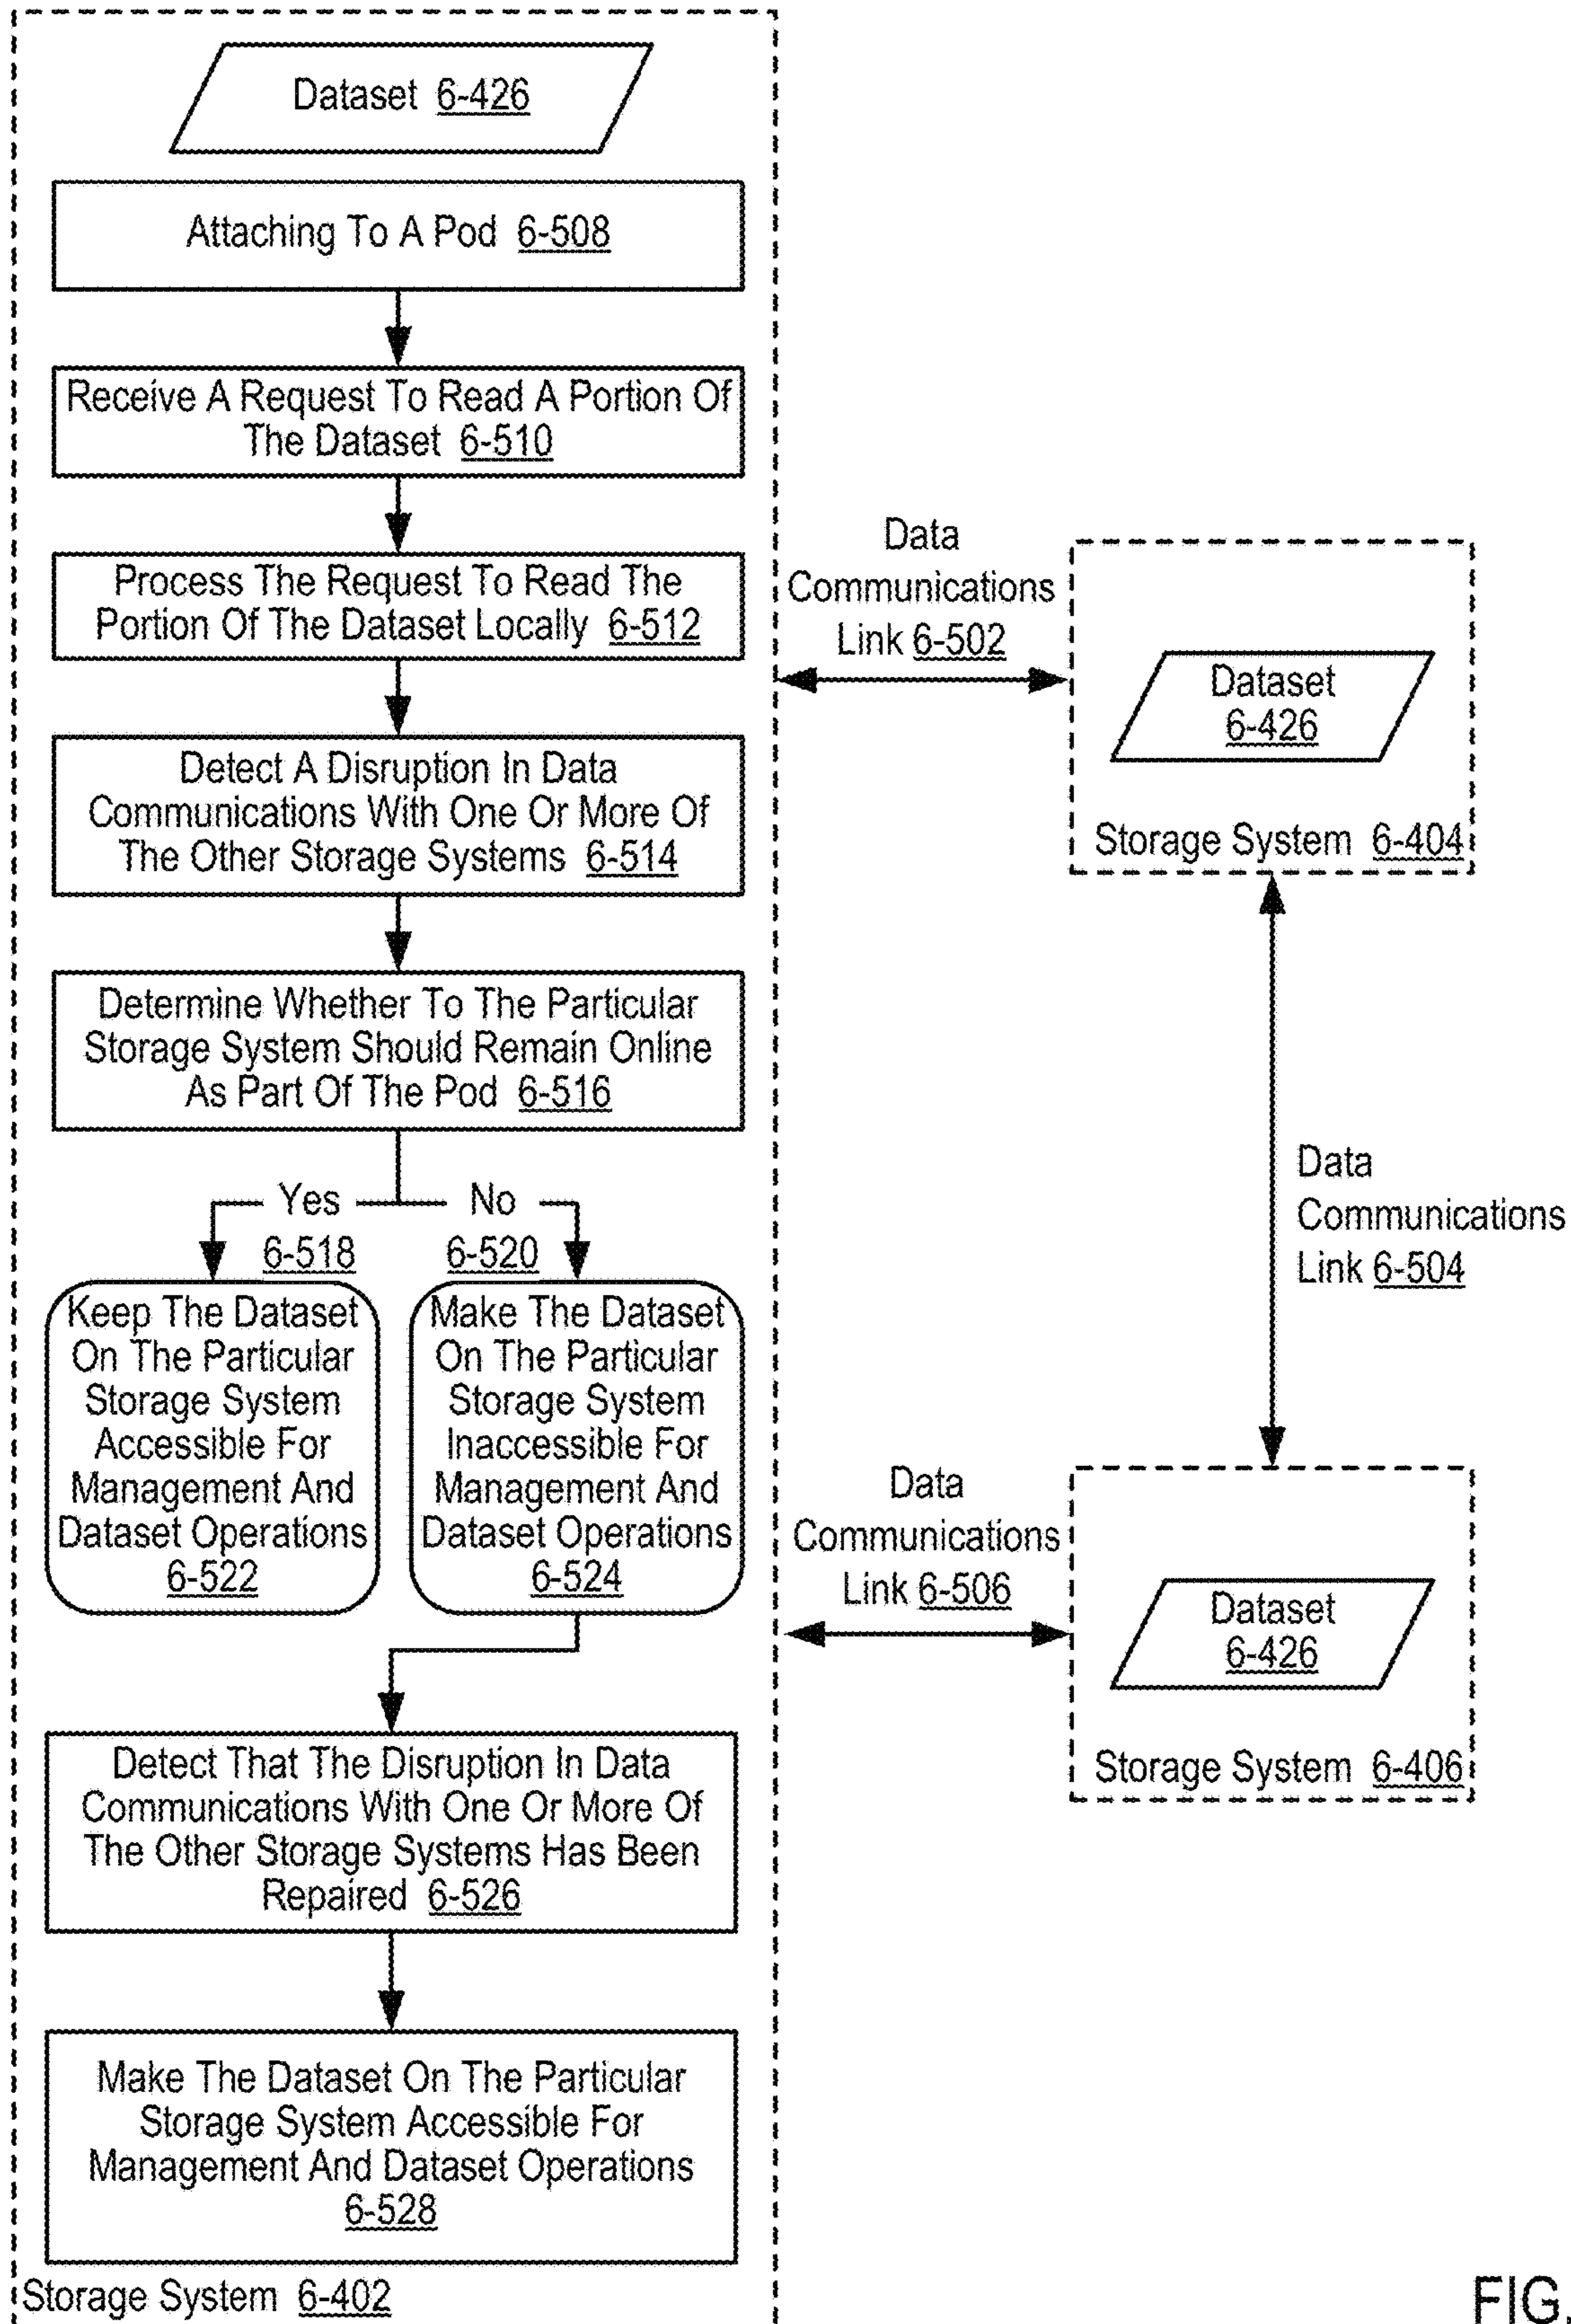 Dataset 6-426
Attaching To A Pod 6-508
Receive A Request To Read A Portion Of
The Dataset 6-510
Process The Request To Read The
Portion Of The Dataset Locally 6-512
Detect A Disruption In Data
Communications With One Or More Of
The Other Storage Systems 6-514
Determine Whether To The Particular
Storage System Should Remain Online
As Part Of The Pod 6-516
Yes
6-518
No
6-520
Keep The Dataset
On The Particular
Storage System
Accessible For
Management And
Dataset Operations
6-522
Make The Dataset
On The Particular
Storage System
Inaccessible For
Management And
Dataset Operations
6-524
Detect That The Disruption In Data
Communications With One Or More Of
The Other Storage Systems Has Been
Repaired 6-526
Make The Dataset On The Particular
Storage System Accessible For
Management And Dataset Operations
6-528
Storage System 6-402
Data
Communications
Link 6-502
Dataset
6-426
Storage System 6-404
Data
Communications
Link 6-504
Data
Communications
Link 6-506
Dataset
6-426
Storage System 6-406
FIG.